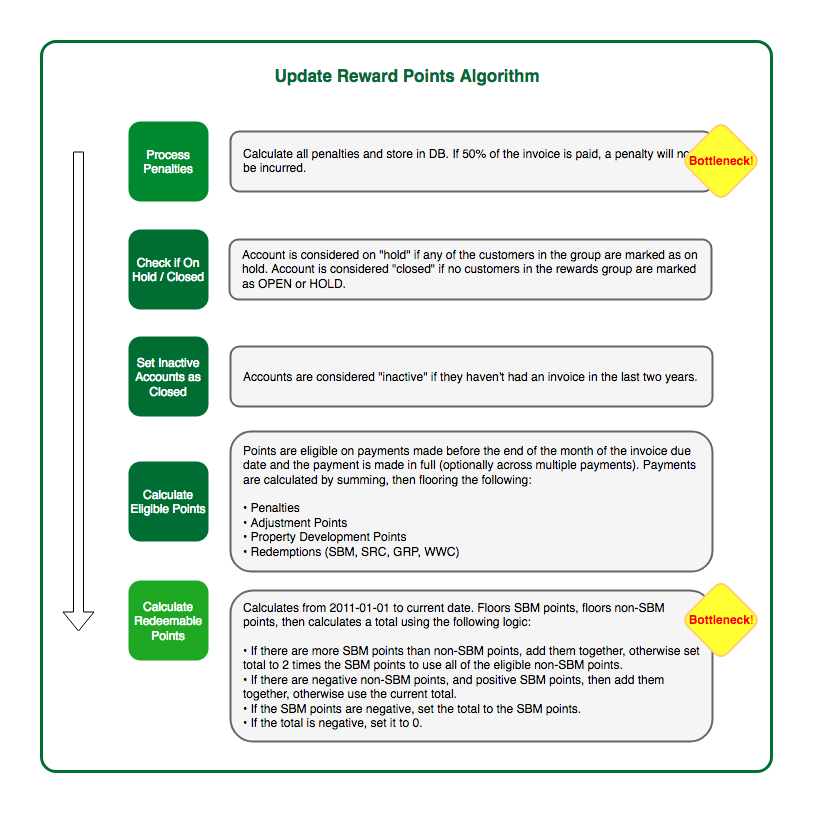 Update Reward Points Algorithm
Process
Penalties
Calculate all penalties and store in DB. If 50% of the invoice is paid, a penalty will
be incurred.
Bottleneck!
Check if On
Hold / Closed
Account is considered on "hold" if any of the customers in the group are marked as on
hold. Account is considered "closed" if no customers in the rewards group are marked
as OPEN or HOLD.
Set Inactive
Accounts as
Closed
Accounts are considered "inactive" if they haven't had an invoice in the last two years.
Calculate
Eligible Points
Points are eligible on payments made before the end of the month of the invoice due
date and the payment is made in full (optionally across multiple payments). Payments
are calculated by summing, then flooring the following:
• Penalties
• Adjustment Points
• Property Development Points
• Redemptions (SBM, SRC, GRP, WWC)
Calculate
Redeemable
Points
Calculates from 2011-01-01 to current date. Floors SBM points, floors non-SBM
points, then calculates a total using the following logic:
Bottleneck!
• If there are more SBM points than non-SBM points, add them together, otherwise set
total to 2 times the SBM points to use all of the eligible non-SBM points.
• If there are negative non-SBM points, and positive SBM points, then add them
together, otherwise use the current total.
• If the SBM points are negative, set the total to the SBM points.
• If the total is negative, set it to 0.